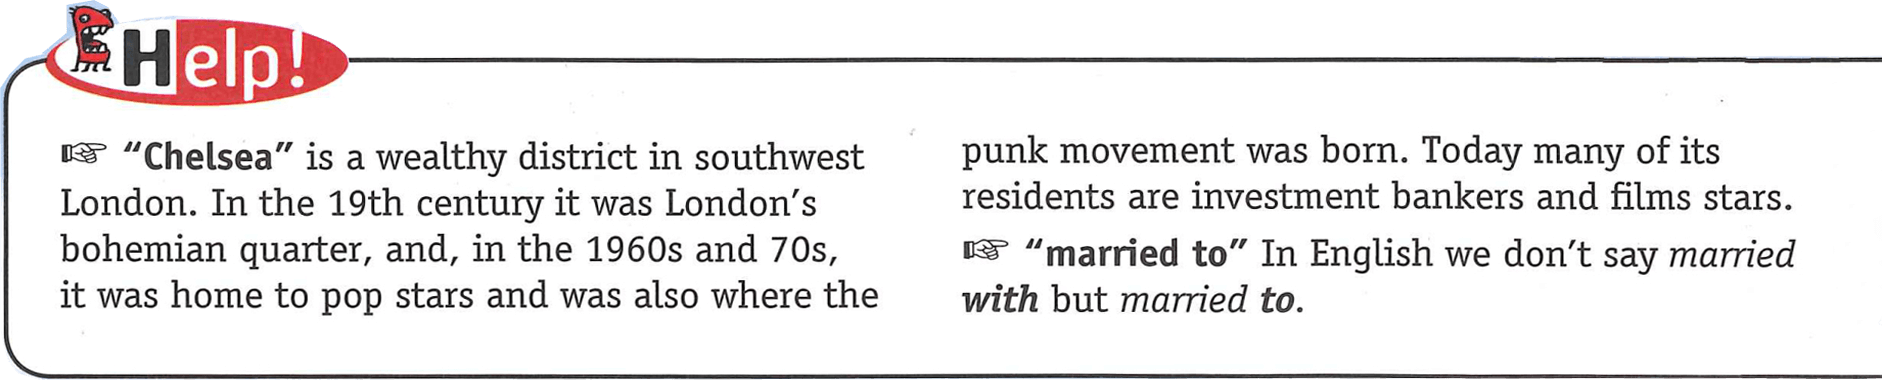 Help!
☞ “Chelsea” is a wealthy district in southwest
London. In the 19th century it was London’s
bohemian quarter, and, in the 1960s and 70s,
it was home to pop stars and was also where the
punk movement was born. Today many of its
residents are investment bankers and films stars.
☞ “married to” In English we don’t say married
with but married to.